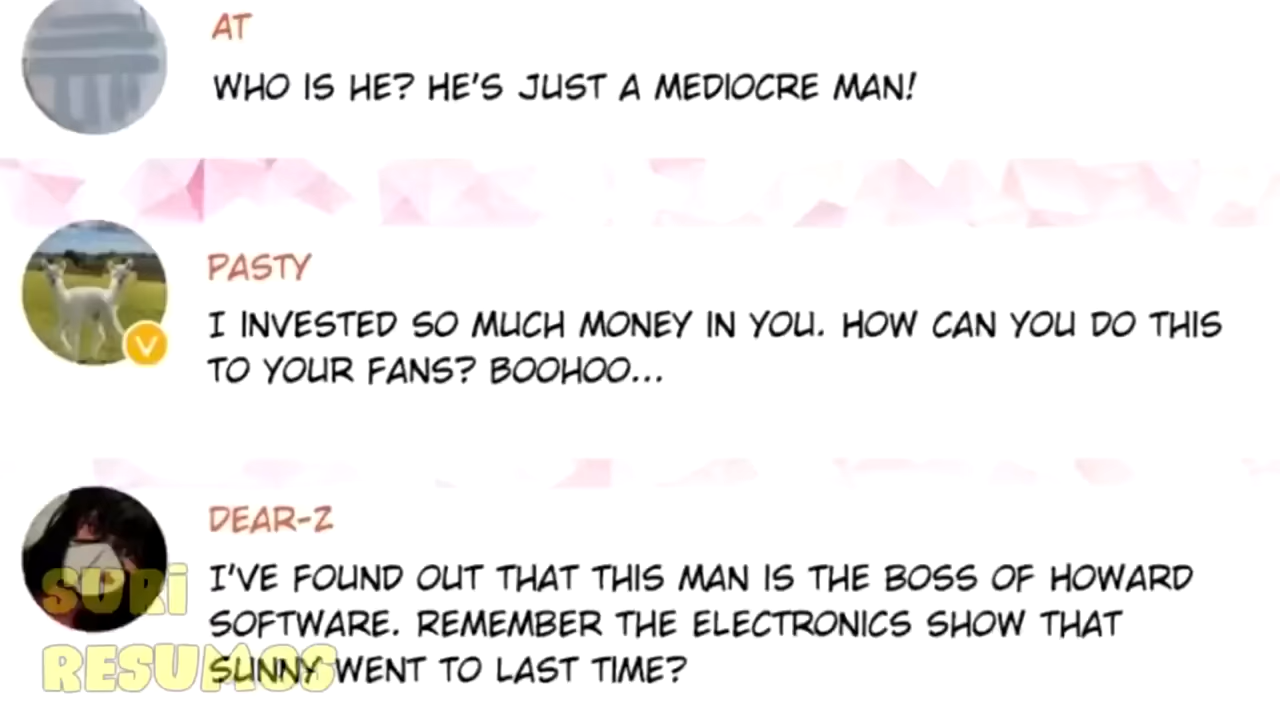 AT
WHO IS HE? HE'S JUST A MEDIOCRE MAN!
PASTY
I INVESTED SO MUCH MONEY IN YOU. HOW CAN YOU DO THIS
TO YOUR FANS? BOOHOO...
V
DEAR-Z
I'VE FOUND OUT THAT THIS MAN IS THE BOSS OF HOWARD
SOFTWARE. REMEMBER THE ELECTRONICS SHOW THAT
SUNNY WENT TO LAST TIME?
SURI
RESUMOS